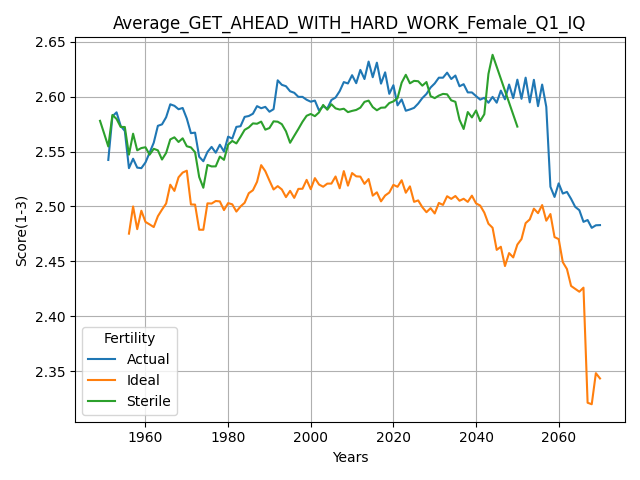 Average_GET_AHEAD_WITH_HARD_WORK_Female_Q1_IQ
2.65
2.60
2.55
2.50
2.45
2.40
2.35
Score(1-3)
Fertility
Actual
Ideal
Sterile
1960 1980 2000 2020 2040 2060
Years